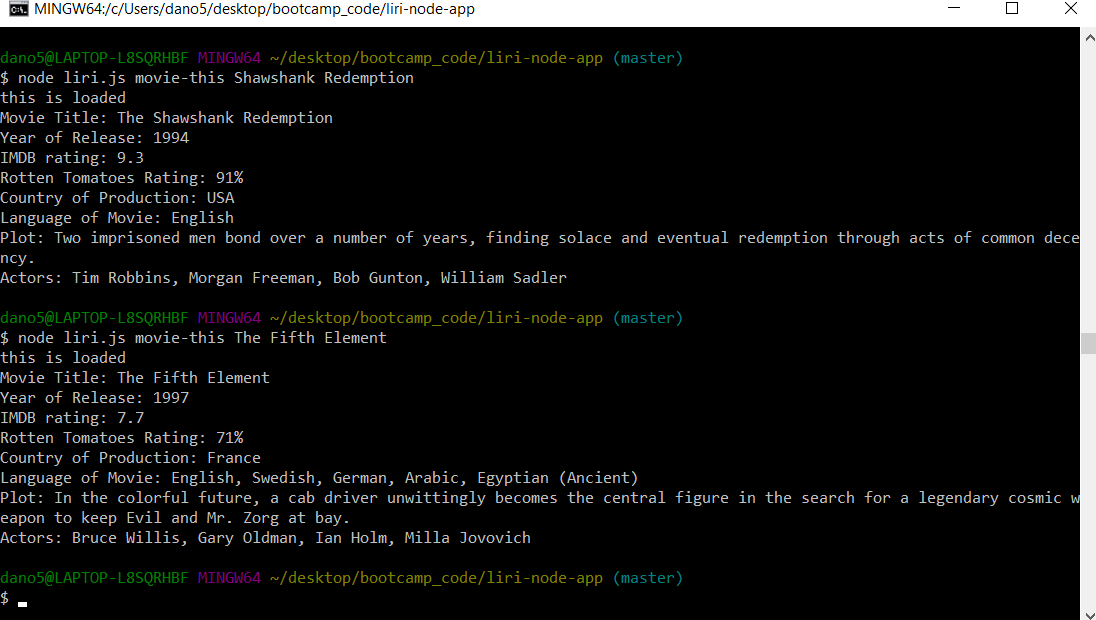 MINGW64:/c/Users/dano5/desktop/bootcamp_code/liri-node-app
dano5@LAPTOP-L8SQRHBF MINGW64 ~/desktop/bootcamp_code/liri-node-app (master)
$ node liri.js movie-this Shawshank Redemption
this is loaded
Movie Title: The Shawshank Redemption
Year of Release: 1994
IMDB rating: 9.3
Rotten Tomatoes Rating: 91%
Country of Production: USA
Language of Movie: English
Plot: Two imprisoned men bond over a number of years, finding solace and eventual redemption through acts of common dece
ncy.
Actors: Tim Robbins, Morgan Freeman, Bob Gunton, William Sadler
dano5@LAPTOP-L8SQRHBF MINGW64 ~/desktop/bootcamp_code/liri-node-app (master)
$ node liri.js movie-this The Fifth Element
this is loaded
Movie Title: The Fifth Element
Year of Release: 1997
IMDB rating: 7.7
Rotten Tomatoes Rating: 71%
Country of Production: France
Language of Movie: English, Swedish, German, Arabic, Egyptian (Ancient)
Plot: In the colorful future, a cab driver unwittingly becomes the central figure in the search for a legendary cosmic w
eapon to keep Evil and Mr. Zorg at bay.
Actors: Bruce Willis, Gary Oldman, Ian Holm, Milla Jovovich
dano5@LAPTOP-L8SQRHBF MINGW64 ~/desktop/bootcamp_code/liri-node-app (master)
$